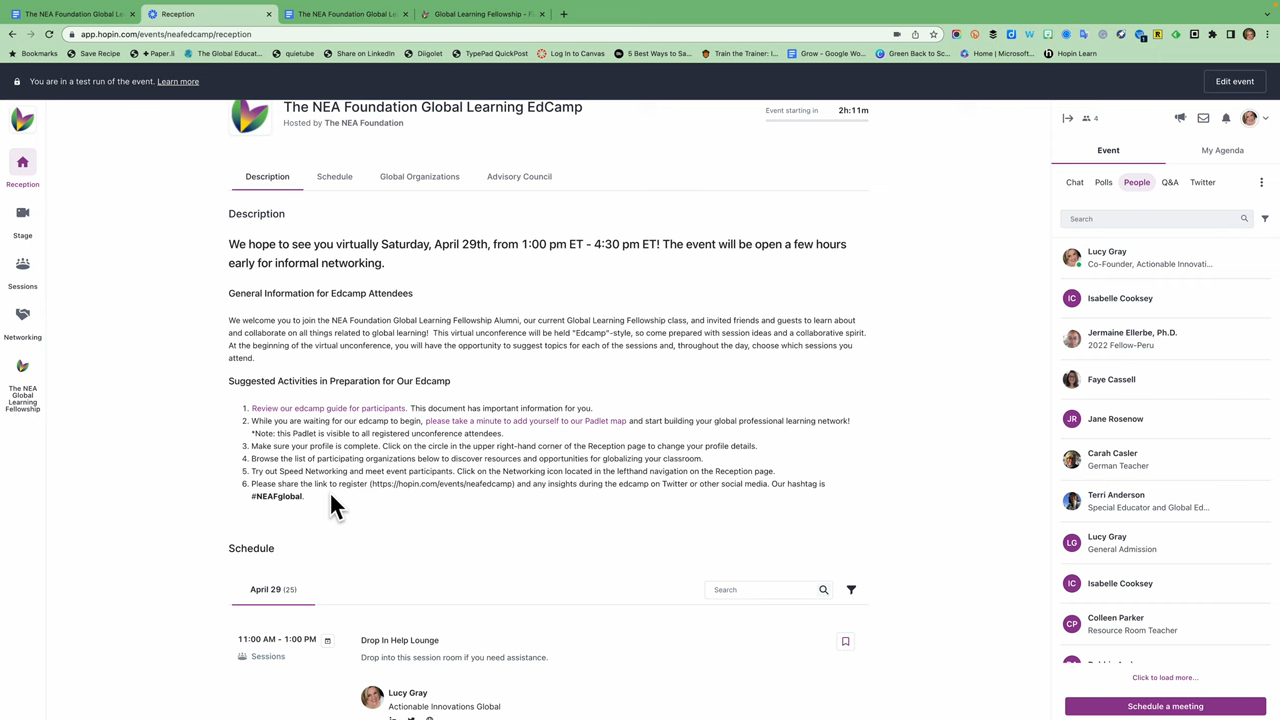 The NEA Foundation Global Le
Reception
The NEA Foundation Global Le
Global Learning Fellowship - Fi
app.hopin.com/events/neafedcamp/reception
Bookmarks
Save Recipe
+ Paper.li
The Global Educat...
quietube
Share on LinkedIn
Diigolet
TypePad QuickPost
Log In to Canvas
5 Best Ways to Sa...
Train the Trainer: I...
Grow - Google Wo...
Green Back to Sc...
Home | Microsoft...
Hopin Learn
You are in a test run of the event. Learn more
Edit event
The NEA Foundation Global Learning EdCamp
Hosted by The NEA Foundation
Event starting in 2h:11m
Reception
Stage
Sessions
Networking
The NEA
Global
Learning
Fellowship
Description
Schedule
Global Organizations
Advisory Council
Description
We hope to see you virtually Saturday, April 29th, from 1:00 pm ET - 4:30 pm ET! The event will be open a few hours
early for informal networking.
General Information for Edcamp Attendees
We welcome you to join the NEA Foundation Global Learning Fellowship Alumni, our current Global Learning Fellowship class, and invited friends and guests to learn about
and collaborate on all things related to global learning! This virtual unconference will be held "Edcamp"-style, so come prepared with session ideas and a collaborative spirit.
At the beginning of the virtual unconference, you will have the opportunity to suggest topics for each of the sessions and, throughout the day, choose which sessions you
attend.
Suggested Activities in Preparation for Our Edcamp
1. Review our edcamp guide for participants. This document has important information for you.
2. While you are waiting for our edcamp to begin, please take a minute to add yourself to our Padlet map and start building your global professional learning network!
*Note: this Padlet is visible to all registered unconference attendees.
3. Make sure your profile is complete. Click on the circle in the upper right-hand corner of the Reception page to change your profile details.
4. Browse the list of participating organizations below to discover resources and opportunities for globalizing your classroom.
5. Try out Speed Networking and meet event participants. Click on the Networking icon located in the lefthand navigation on the Reception page.
6. Please share the link to register (https://hopin.com/events/neafedcamp) and any insights during the edcamp on Twitter or other social media. Our hashtag is
#NEAFglobal.
Schedule
April 29 (25)
Search
11:00 AM - 1:00 PM
Sessions
Drop In Help Lounge
Drop into this session room if you need assistance.
Lucy Gray
Actionable Innovations Global
4
Event
My Agenda
Chat
Polls
People
Q&A
Twitter
Search
Lucy Gray
Co-Founder, Actionable Innovati...
IC
Isabelle Cooksey
Jermaine Ellerbe, Ph.D.
2022 Fellow-Peru
Faye Cassell
JR
Jane Rosenow
Carah Casler
German Teacher
Terri Anderson
Special Educator and Global Ed...
LG
Lucy Gray
General Admission
IC
Isabelle Cooksey
CP
Colleen Parker
Resource Room Teacher
Click to load more...
Schedule a meeting